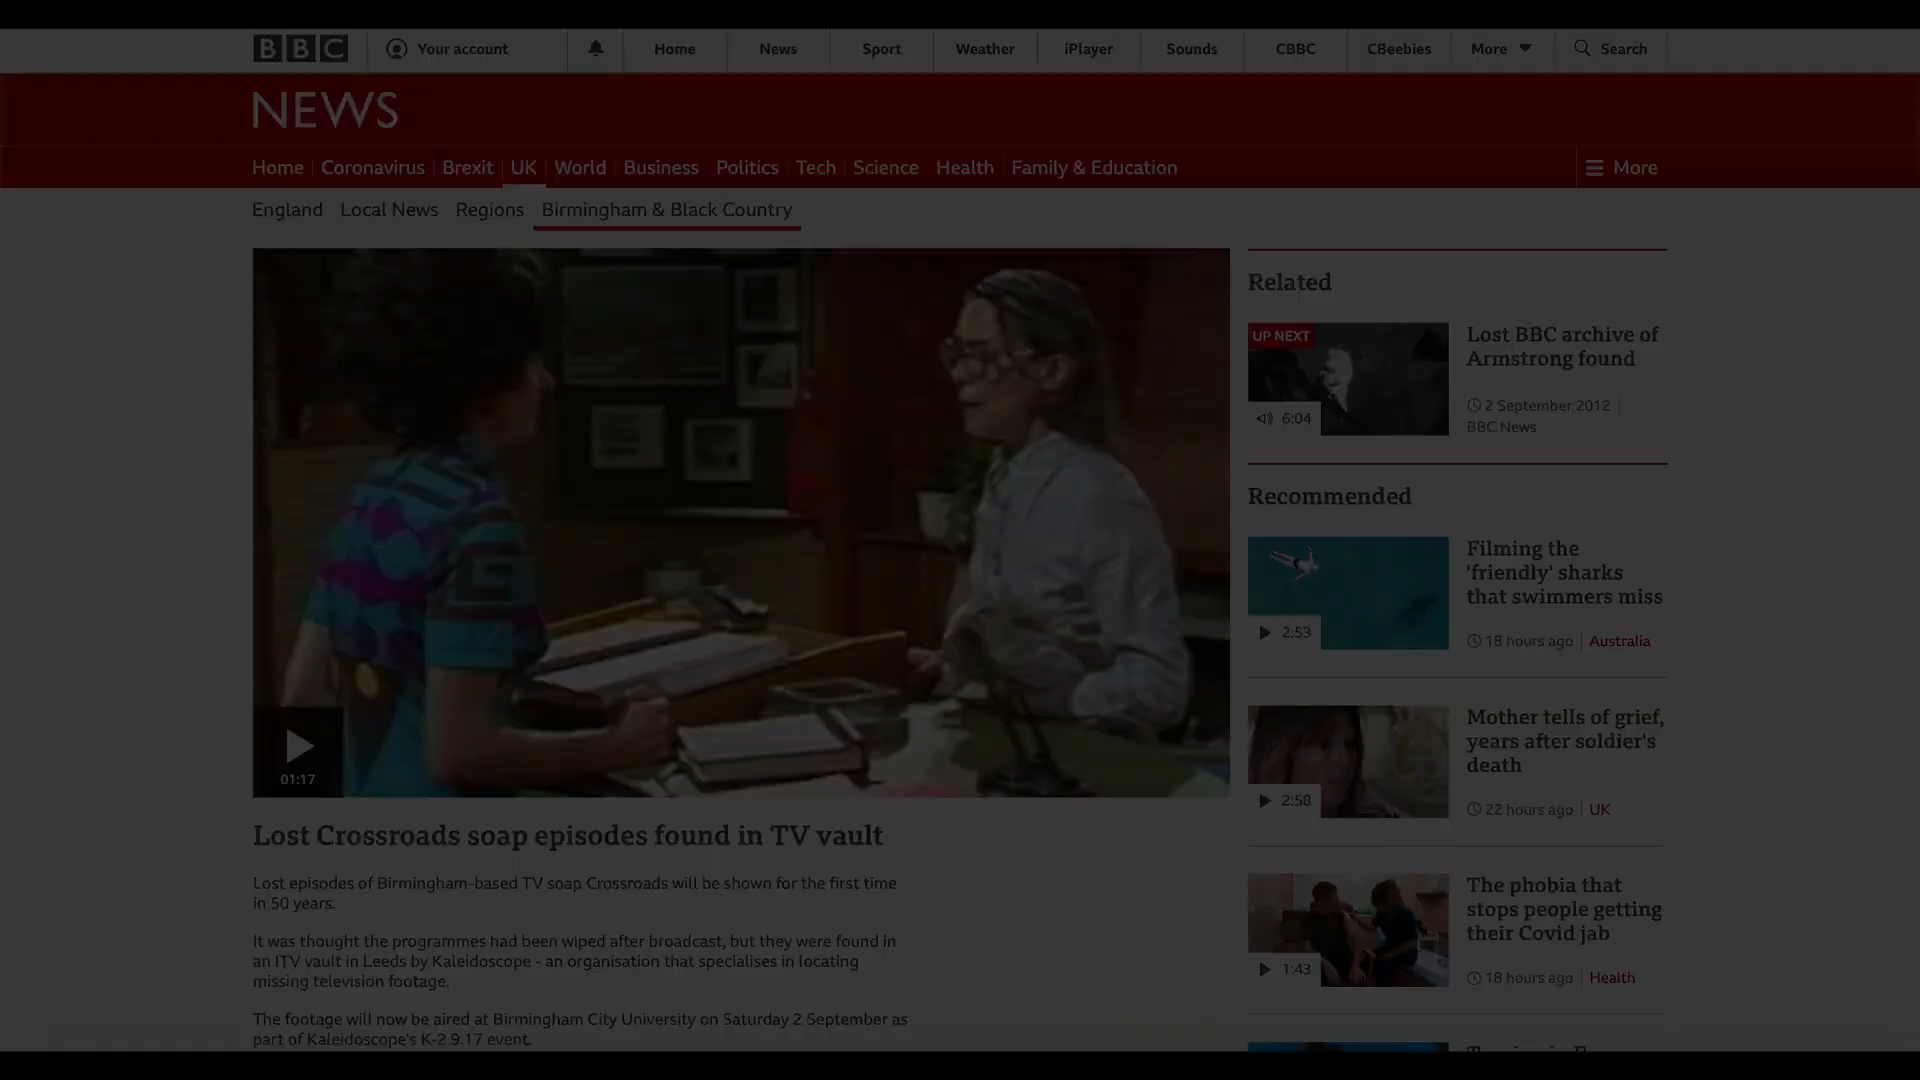 BBC
Your account
Home
News
Sport
Weather
iPlayer
Sounds
CBBC
CBeebies
More
Search
NEWS
Home
Coronavirus
Brexit
UK
World
Business
Politics
Tech
Science
Health
Family & Education
More
England
Local News
Regions
Birmingham & Black Country
01:17
Lost Crossroads soap episodes found in TV vault
Lost episodes of Birmingham-based TV soap Crossroads will be shown for the first time
in 50 years.
It was thought the programmes had been wiped after broadcast, but they were found in
an ITV vault in Leeds by Kaleidoscope - an organisation that specialises in locating
missing television footage.
The footage will now be aired at Birmingham City University on Saturday 2 September as
part of Kaleidoscope's K-2 9.17 event.
Related
UP NEXT
6:04
Lost BBC archive of
Armstrong found
2 September 2012
BBC News
Recommended
2:53
Filming the
'friendly' sharks
that swimmers miss
18 hours ago
Australia
2:58
Mother tells of grief,
years after soldier's
death
22 hours ago
UK
1:43
The phobia that
stops people getting
their Covid jab
18 hours ago
Health